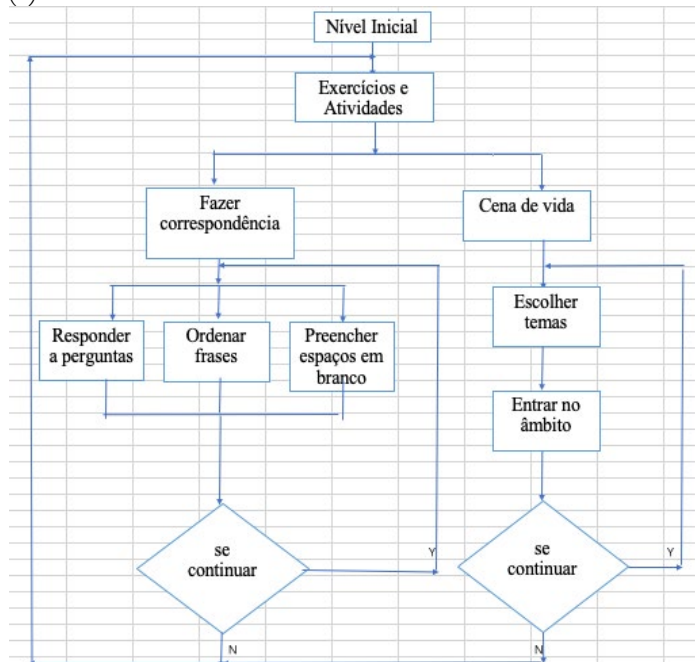 Nível Inicial
Exercícios e
Atividades
Fazer
correspondência
Cena de vida
Responder
a perguntas
Ordenar
frases
Preencher
espaços em
branco
Escolher
temas
Entrar no
âmbito
se
continuar
Y
se
continuar
Y
N
N